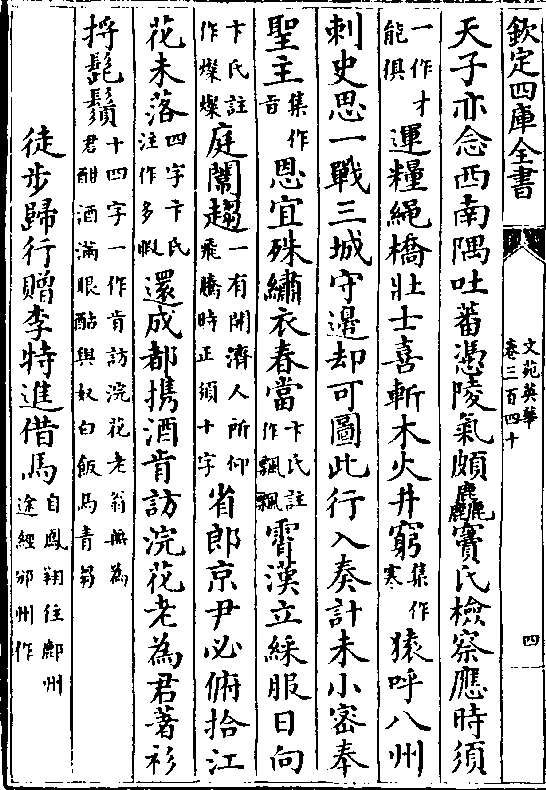 欽定四庫全書
文苑英華
卷三百四十
四
天子亦念西南隅吐蕃憑陵氣頗麤竇氏檢察應時須
一作才
能俱
運糧繩橋壯士喜斬木火井窮
集作
寒
猿呼八州
刺史思一戰三城守邊却可圖此行入奏計未小密奉
聖主
集作
旨
恩宜殊繡衣春當
卞氏註
作飄飄
霄漢立綵服日向
卞氏註
作燦燦
庭闈趨
一有開濟人所仰
飛騰時正須十字
省郎京尹必俯拾江
花未落
四字卞氏
注作多暇
還成都携酒肯訪浣花老為君著衫
捋髭鬚
十四字一作肯訪浣花老翁無為
君酣酒滿眼酤與奴白飯馬青芻
徒步歸行贈李特進借馬
自鳳翔往鄜州
途經邠州作